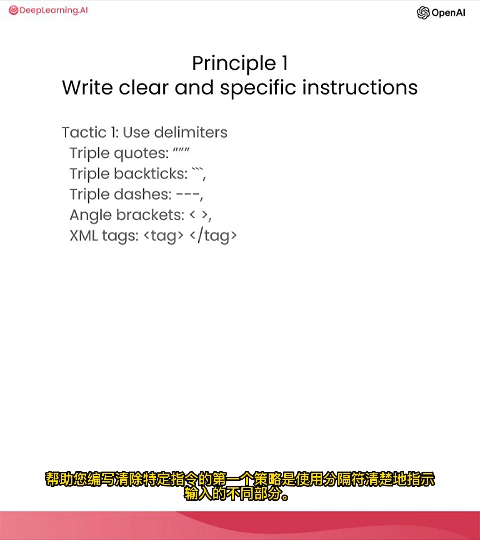 DeepLearning.AI
OpenAI
Principle 1
Write clear and specific instructions
Tactic 1: Use delimiters
Triple quotes: """
Triple backticks: ```,
Triple dashes: ---,
Angle brackets: < >,
XML tags: <tag> </tag>
帮助您编写清除特定指令的第一个策略是使用分隔符清楚地指示
输入的不同部分。